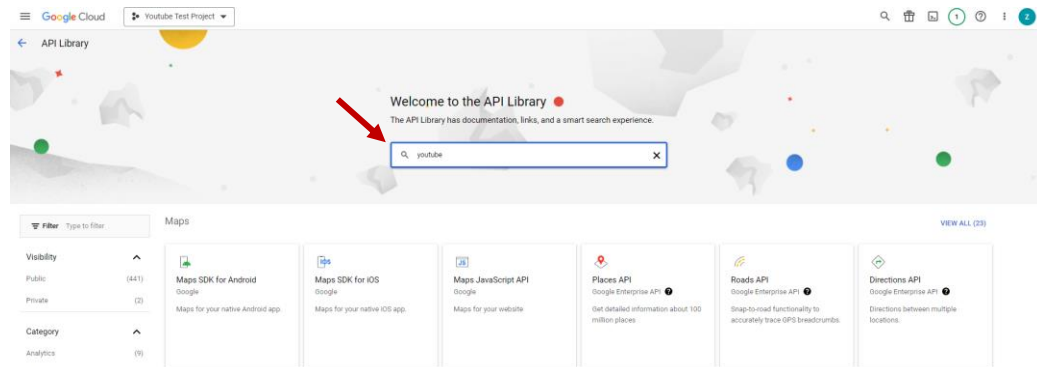 Google Cloud
Youtube Test Project
1
Z
API Library
Welcome to the API Library
The API Library has documentation, links, and a smart search experience.
youtube
Filter Type to filter
Maps
VIEW ALL (23)
Visibility
Public (441)
Private (2)
Category
Analytics (9)
Maps SDK for Android
Google
Maps for your native Android app.
iOS
Maps SDK for iOS
Google
Maps for your native iOS app.
JS
Maps JavaScript API
Google
Maps for your website
Places API
Google Enterprise API
Get detailed information about 100
million places
Roads API
Google Enterprise API
Snap-to-road functionality to
accurately trace GPS breadcrumbs.
Directions API
Google Enterprise API
Directions between multiple
locations.